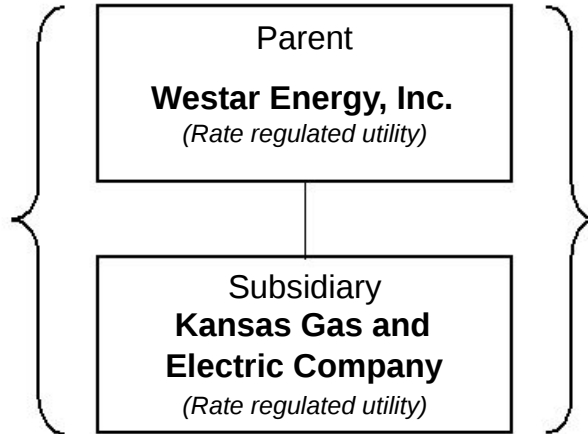 Parent
Westar Energy, Inc.
(Rate regulated utility)
Subsidiary
Kansas Gas and
Electric Company
(Rate regulated utility)